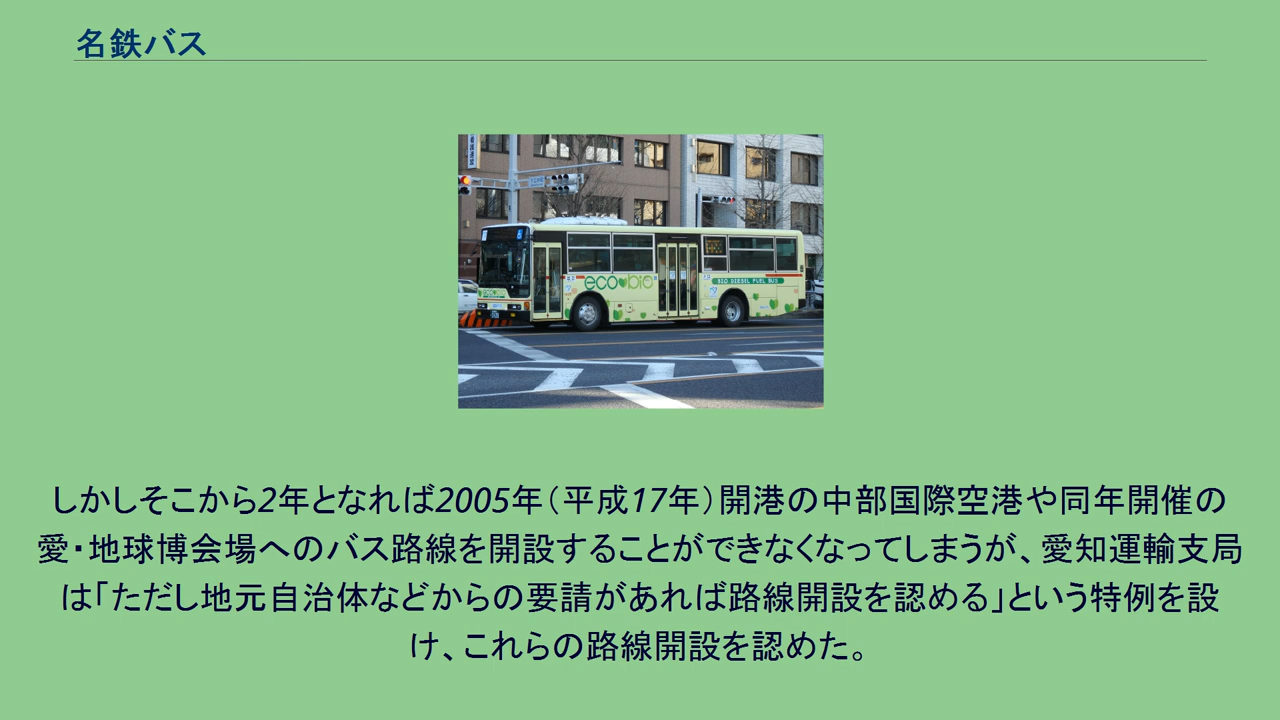 名鉄バス
eco bio
BIO DIESEL FUEL BUS
しかしそこから2年となれば2005年（平成17年）開港の中部国際空港や同年開催の
愛・地球博会場へのバス路線を開設することができなくなってしまうが、愛知運輸支局
は「ただし地元自治体などからの要請があれば路線開設を認める」という特例を設
け、これらの路線開設を認めた。